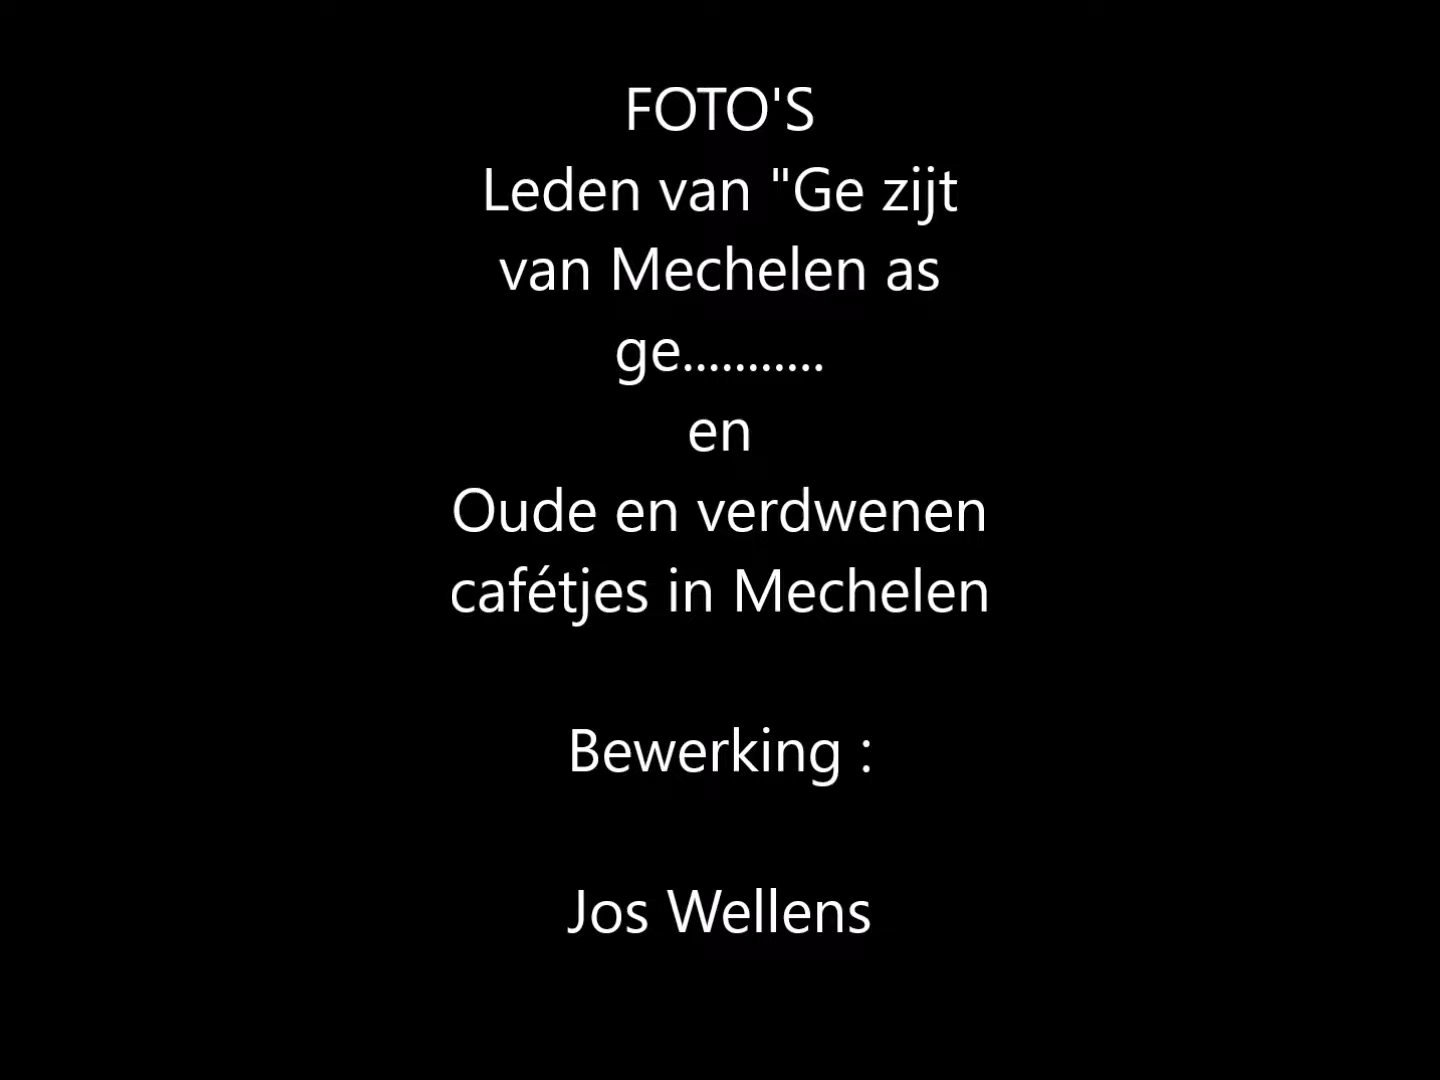 FOTO'S
Leden van "Ge zijt
van Mechelen as
ge...........
en
Oude en verdwenen
cafétjes in Mechelen
Bewerking :
Jos Wellens